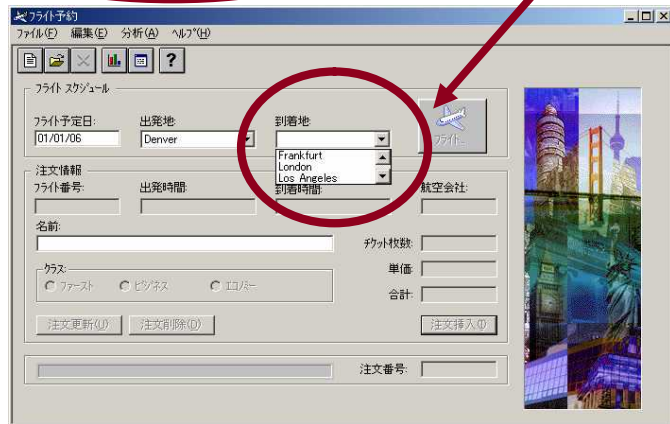 フライト予約
ファイル(F) 編集(E) 分析(A) ヘルプ(H)
?
フライト スケジュール
フライト予定日: 出発地: 到着地:
01/01/06 Denver フライト...
Frankfurt
London
Los Angeles
注文情報
フライト番号: 出発時間: 到着時間: 航空会社:
名前:
チケット枚数:
クラス: 単価:
ファースト ビジネス エコノミー 合計:
注文更新(U) 注文削除(D) 注文挿入(I)
注文番号: